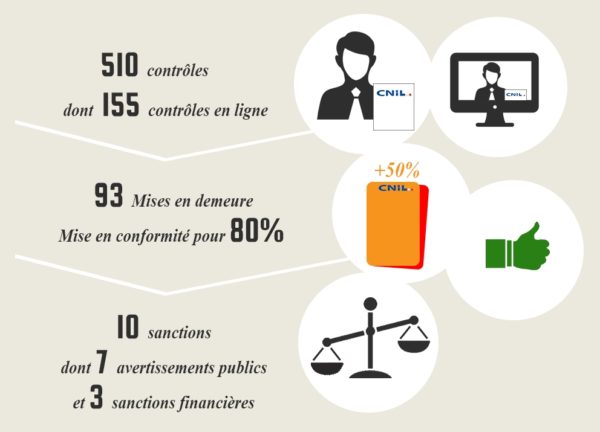 510 contrôles
dont 155 contrôles en ligne
CNIL.
CNIL.
+50%
CNIL.
93 Mises en demeure
Mise en conformité pour 80%
10 sanctions
dont 7 avertissements publics
et 3 sanctions financières